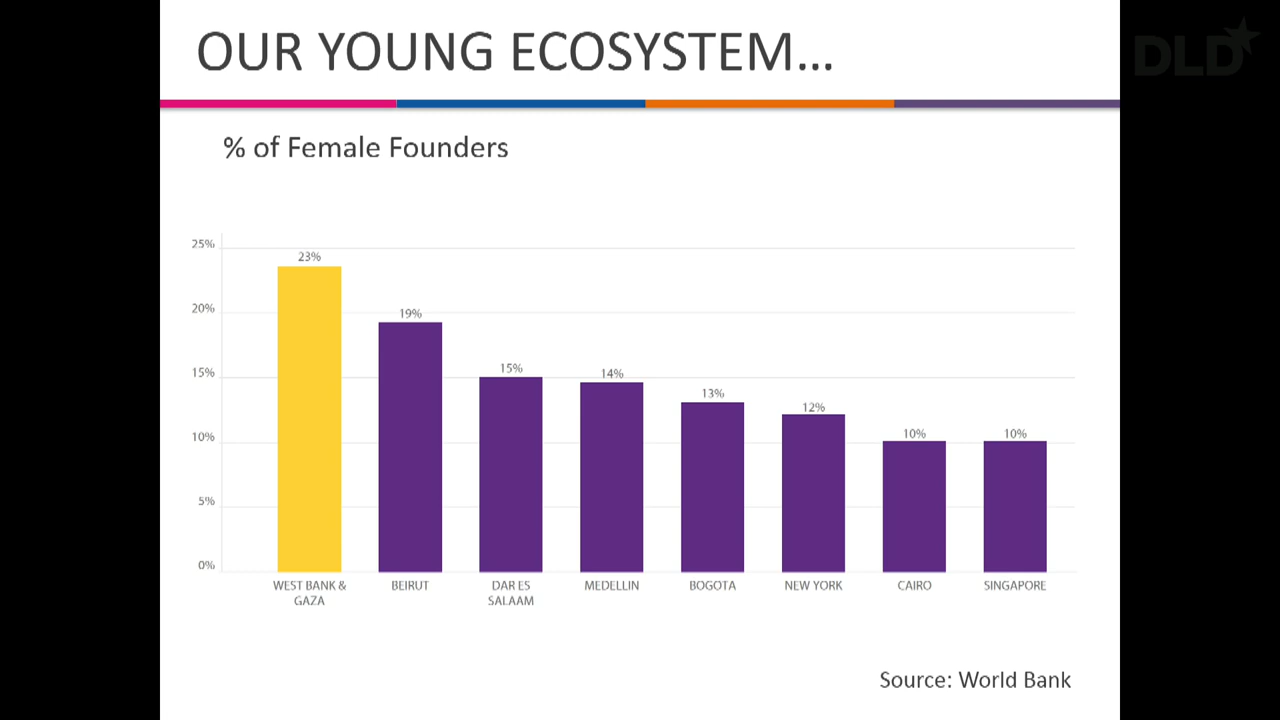 OUR YOUNG ECOSYSTEM...
DLD
% of Female Founders
25%
20%
15%
10%
5%
0%
23%
19%
15%
14%
13%
12%
10%
10%
WEST BANK &
GAZA
BEIRUT
DAR ES
SALAAM
MEDELLIN
BOGOTA
NEW YORK
CAIRO
SINGAPORE
Source: World Bank